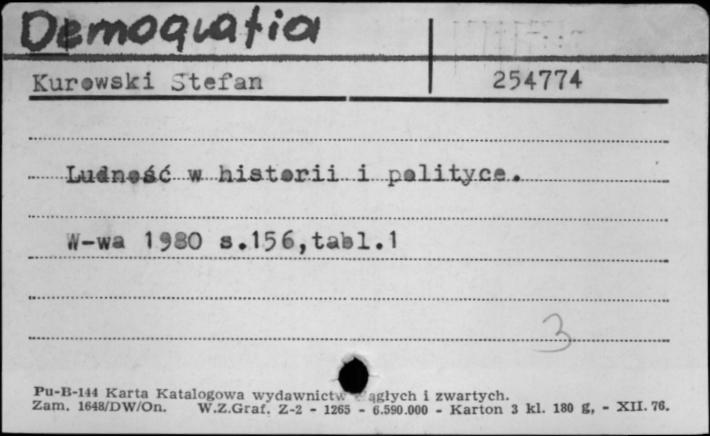 Demografia
Kurowski Stefan 254774
Ludność w historii i polityce.
W-wa 1980 s.156,tabl.1
3
Pu-B-144 Karta Katalogowa wydawnictw ciągłych i zwartych.
Zam. 1648/DW/On. W.Z.Graf. Z-2 - 1265 - 6.590.000 - Karton 3 kl. 180 g, - XII. 76.